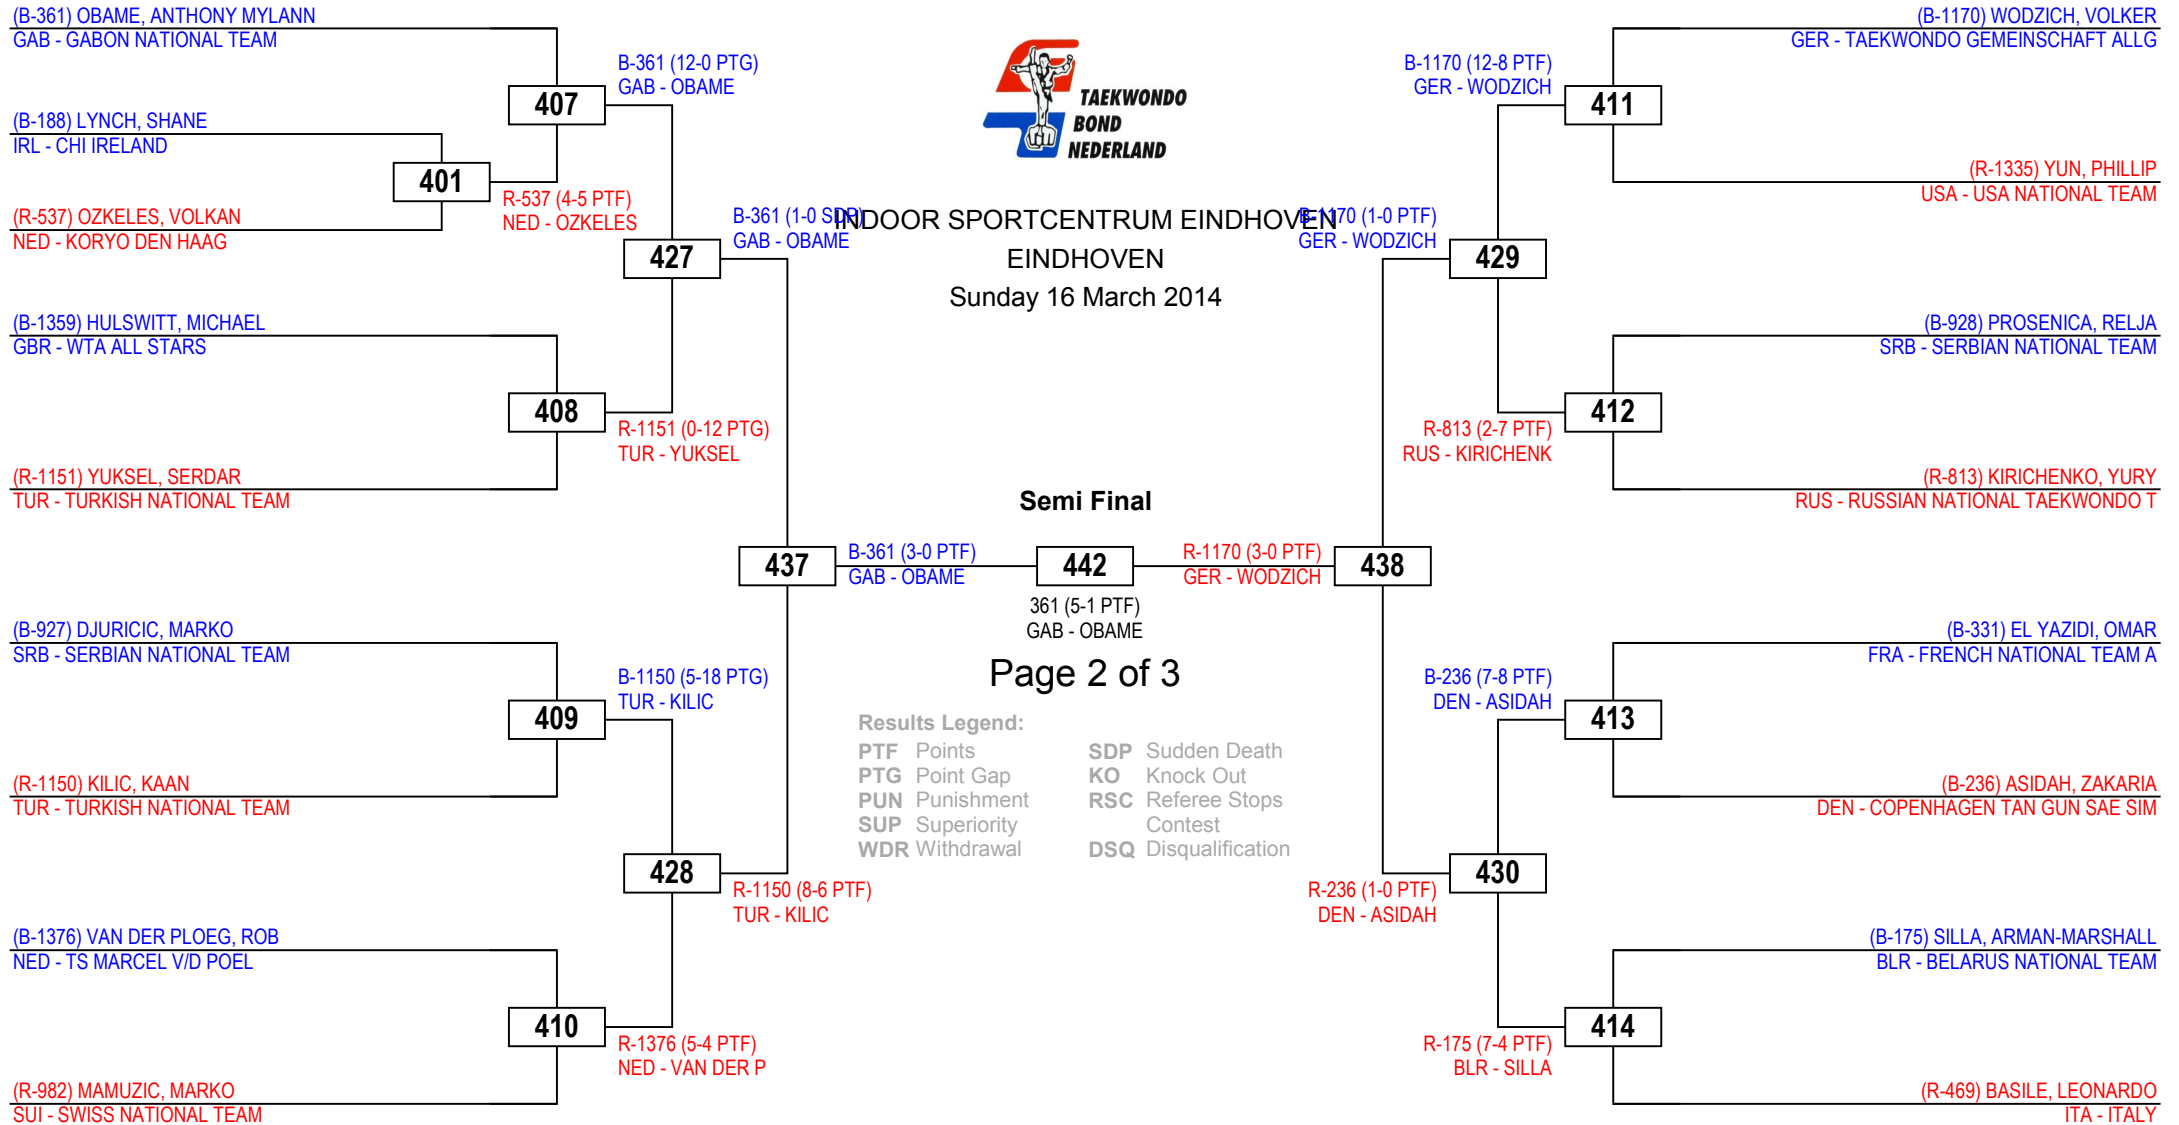 (B-361) OBAME, ANTHONY MYLANN
GAB - GABON NATIONAL TEAM
(B-188) LYNCH, SHANE
IRL - CHI IRELAND
(R-537) OZKELES, VOLKAN
NED - KORYO DEN HAAG
(B-1359) HULSWITT, MICHAEL
GBR - WTA ALL STARS
(R-1151) YUKSEL, SERDAR
TUR - TURKISH NATIONAL TEAM
(B-927) DJURICIC, MARKO
SRB - SERBIAN NATIONAL TEAM
(R-1150) KILIC, KAAN
TUR - TURKISH NATIONAL TEAM
(B-1376) VAN DER PLOEG, ROB
NED - TS MARCEL V/D POEL
(R-982) MAMUZIC, MARKO
SUI - SWISS NATIONAL TEAM
401
R-537 (4-5 PTF)
NED - OZKELES
407
B-361 (12-0 PTG)
GAB - OBAME
408
R-1151 (0-12 PTG)
TUR - YUKSEL
409
B-1150 (5-18 PTG)
TUR - KILIC
410
R-1376 (5-4 PTF)
NED - VAN DER P
427
B-361 (1-0 SDP)
GAB - OBAME
428
R-1150 (8-6 PTF)
TUR - KILIC
437
B-361 (3-0 PTF)
GAB - OBAME
TAEKWONDO
BOND
NEDERLAND
INDOOR SPORTCENTRUM EINDHOVEN
EINDHOVEN
Sunday 16 March 2014
Semi Final
442
361 (5-1 PTF)
GAB - OBAME
Page 2 of 3
Results Legend:
PTF Points
PTG Point Gap
PUN Punishment
SUP Superiority
WDR Withdrawal
SDP Sudden Death
KO Knock Out
RSC Referee Stops
Contest
DSQ Disqualification
R-1170 (3-0 PTF)
GER - WODZICH
438
B-1170 (1-0 PTF)
GER - WODZICH
429
R-236 (1-0 PTF)
DEN - ASIDAH
430
B-1170 (12-8 PTF)
GER - WODZICH
411
R-813 (2-7 PTF)
RUS - KIRICHENK
412
B-236 (7-8 PTF)
DEN - ASIDAH
413
R-175 (7-4 PTF)
BLR - SILLA
414
(B-1170) WODZICH, VOLKER
GER - TAEKWONDO GEMEINSCHAFT ALLG
(R-1335) YUN, PHILLIP
USA - USA NATIONAL TEAM
(B-928) PROSENICA, RELJA
SRB - SERBIAN NATIONAL TEAM
(R-813) KIRICHENKO, YURY
RUS - RUSSIAN NATIONAL TAEKWONDO T
(B-331) EL YAZIDI, OMAR
FRA - FRENCH NATIONAL TEAM A
(B-236) ASIDAH, ZAKARIA
DEN - COPENHAGEN TAN GUN SAE SIM
(B-175) SILLA, ARMAN-MARSHALL
BLR - BELARUS NATIONAL TEAM
(R-469) BASILE, LEONARDO
ITA - ITALY